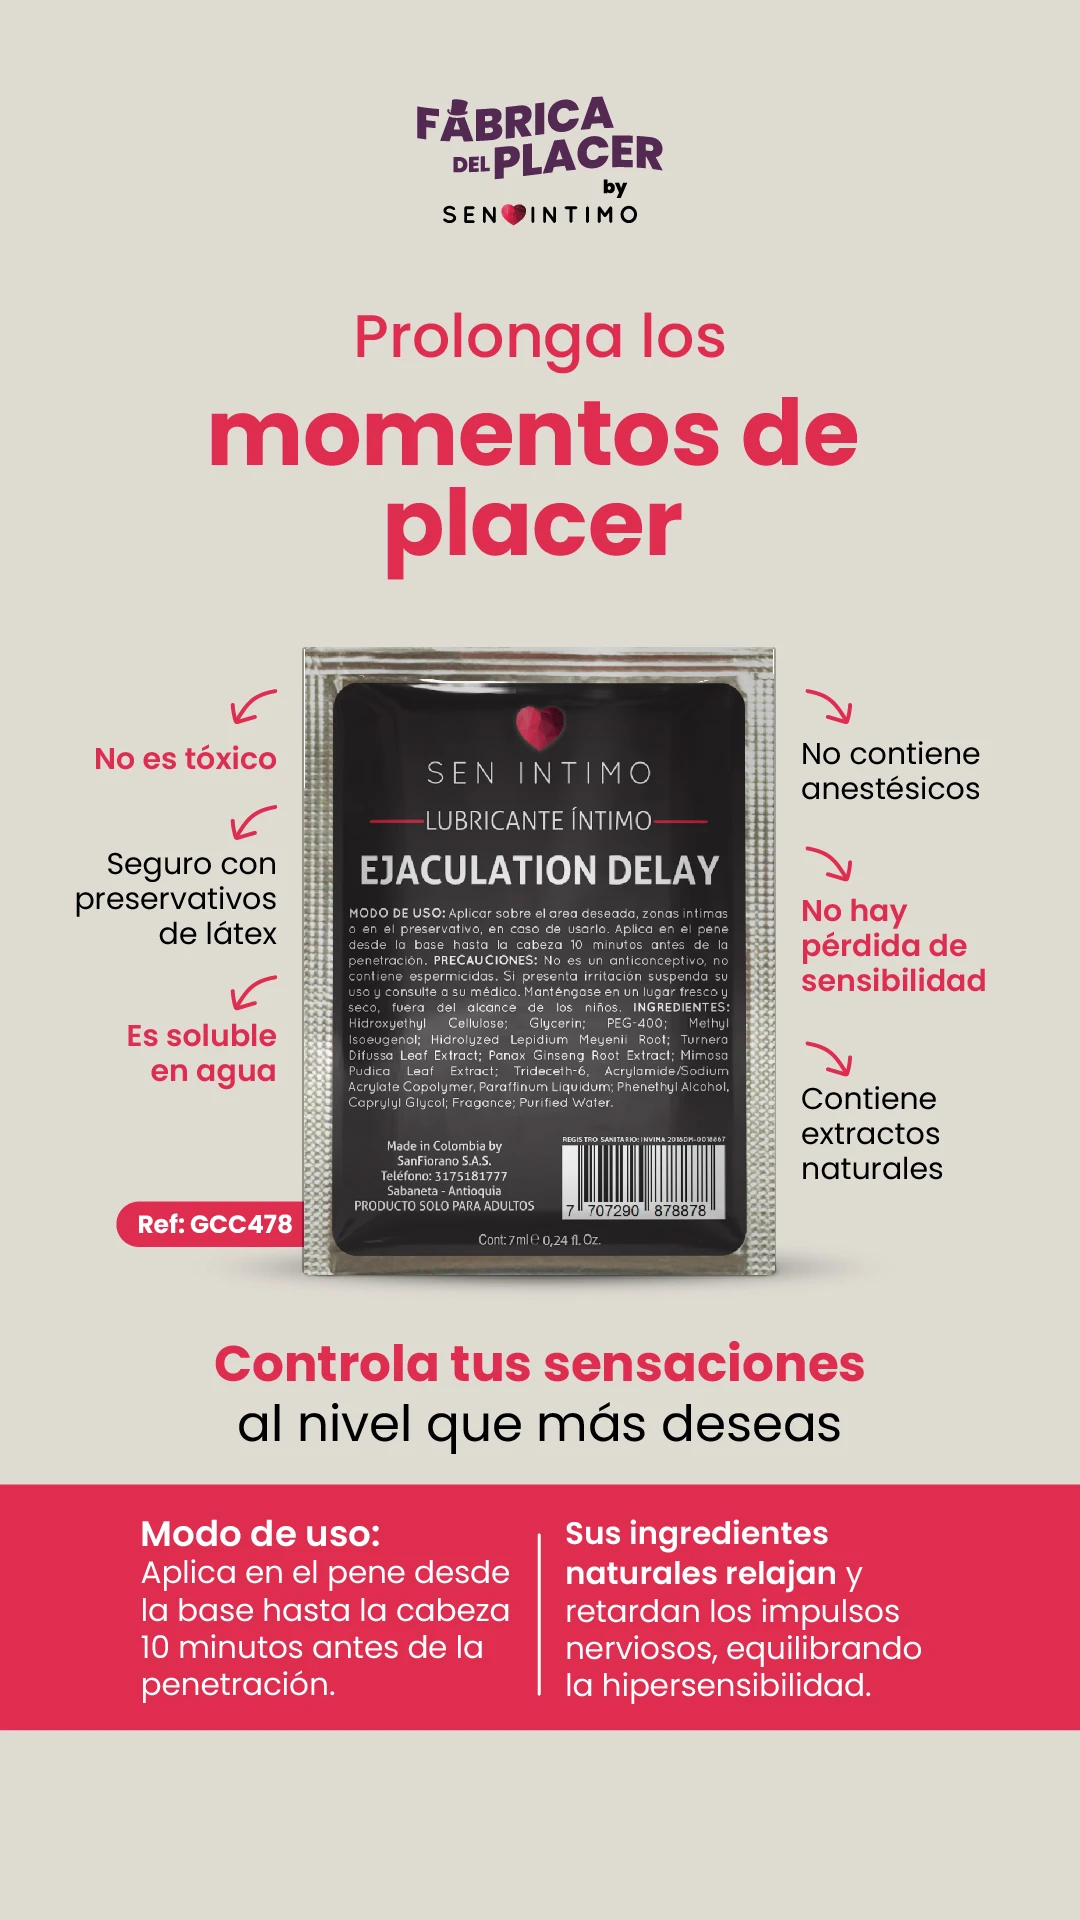 FÁBRICA
DEL PLACER
by
SEN INTIMO
Prolonga los
momentos de
placer
No es tóxico
Seguro con
preservativos
de látex
Es soluble
en agua
No contiene
anestésicos
No hay
pérdida de
sensibilidad
Contiene
extractos
naturales
SEN INTIMO
LUBRICANTE ÍNTIMO
EJACULATION DELAY
MODO DE USO: Aplicar sobre el area deseada, zonas intimas
o en el preservativo, en caso de usarlo. Aplica en el pene
desde la base hasta la cabeza 10 minutos antes de la
penetración. PRECAUCIONES: No es un anticonceptivo, no
contiene espermicidas. Si presenta irritación suspenda su
uso y consulte a su médico. Manténgase en un lugar fresco y
seco, fuera del alcance de los niños. INGREDIENTES:
Hidroxyethyl Cellulose; Glycerin; PEG-400; Methyl
Isoeugenol; Hidrolyzed Lepidium Meyenii Root; Turnera
Difussa Leaf Extract; Panax Ginseng Root Extract; Mimosa
Pudica Leaf Extract; Trideceth-6, Acrylamide/Sodium
Acrylate Copolymer, Paraffinum Liquidum; Phenethyl Alcohol,
Caprylyl Glycol; Fragance; Purified Water.
Made in Colombia by
SanFiorano S.A.S.
Teléfono: 3175181777
Sabaneta - Antioquia
PRODUCTO SOLO PARA ADULTOS
REGISTRO SANITARIO: INVIMA 2018DM-0018867
7 707290 878878
Cont: 7ml e 0,24 fl. Oz.
Ref: GCC478
Controla tus sensaciones
al nivel que más deseas
Modo de uso:
Aplica en el pene desde
la base hasta la cabeza
10 minutos antes de la
penetración.
Sus ingredientes
naturales relajan y
retardan los impulsos
nerviosos, equilibrando
la hipersensibilidad.